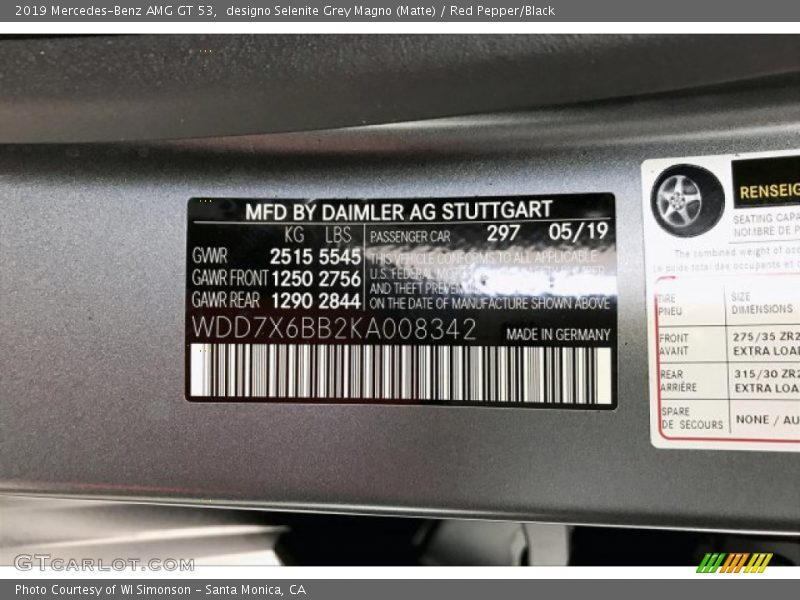 2019 Mercedes-Benz AMG GT 53,  designo Selenite Grey Magno (Matte) / Red Pepper/Black
MFD BY DAIMLER AG STUTTGART
KG LBS
GVWR 2515 5545
GAWR FRONT 1250 2756
GAWR REAR 1290 2844
PASSENGER CAR 297 05/19
THIS VEHICLE CONFORMS TO ALL APPLICABLE
U.S. FEDERAL
AND THEFT
ON THE DATE OF MANUFACTURE SHOWN ABOVE
WDD7X6BB2KA008342 MADE IN GERMANY
RENSEIG
SEATING CAPA
NOMBRE DE P
The combined weight of occ
Le poids total des occupants et c
TIRE
PNEU
SIZE
DIMENSIONS
FRONT
AVANT
275/35 ZR2
EXTRA LOA
REAR
ARRIÈRE
315/30 ZR2
EXTRA LOA
SPARE
DE SECOURS
NONE / AU
GTCARLOT.COM
Photo Courtesy of WI Simonson - Santa Monica, CA